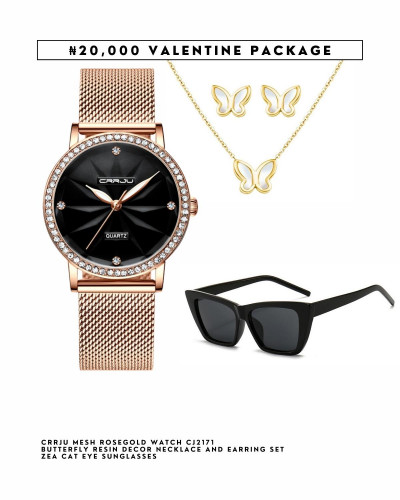 ₦20,000 VALENTINE PACKAGE
CRRJU
QUARTZ
CRRJU MESH ROSEGOLD WATCH CJ2171
BUTTERFLY RESIN DECOR NECKLACE AND EARRING SET
ZEA CAT EYE SUNGLASSES